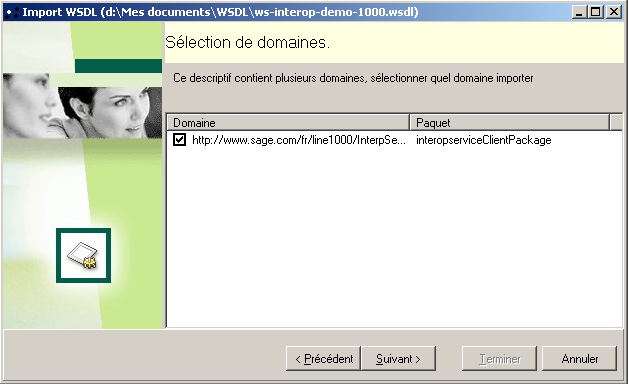 Import WSDL (d:\Mes documents\WSDL\ws-interop-demo-1000.wsdl)
Sélection de domaines.
Ce descriptif contient plusieurs domaines, sélectionner quel domaine importer
Domaine Paquet
http://www.sage.com/fr/line1000/InterpSe... interopserviceClientPackage
< Précédent Suivant > Terminer Annuler